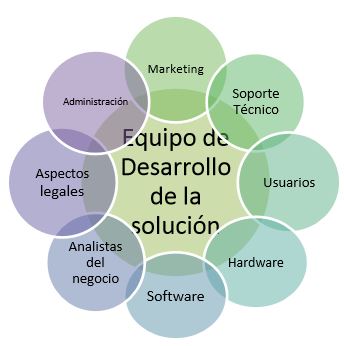 Marketing
Soporte
Técnico
Usuarios
Hardware
Software
Analistas
del
negocio
Aspectos
legales
Administración
Equipo de
Desarrollo
de la
solución